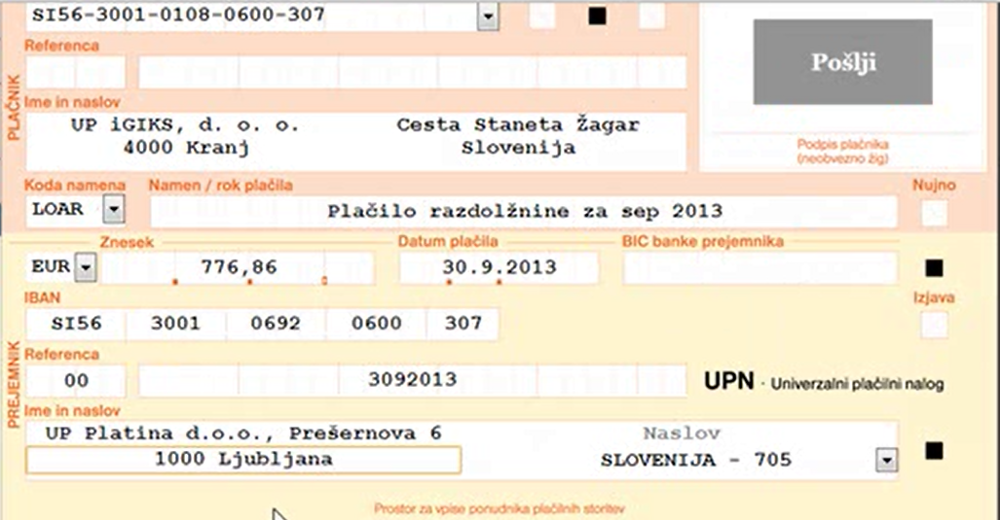 SI56-3001-0108-0600-307
Referenca
PLAČNIK
Ime in naslov
UP iGIKS, d. o. o. Cesta Staneta Žagar
4000 Kranj Slovenija
Pošlji
Podpis plačnika
(neobvezno žig)
Koda namena Namen / rok plačila Nujno
LOAR Plačilo razdolžnine za sep 2013
Znesek Datum plačila BIC banke prejemnika
EUR 776,86 30.9.2013
IBAN Izjava
SI56 3001 0692 0600 307
PREJEMNIK
Referenca
00 3092013 UPN - Univerzalni plačilni nalog
Ime in naslov
UP Platina d.o.o., Prešernova 6 Naslov
1000 Ljubljana SLOVENIJA - 705
Prostor za vpise ponudnika plačilnih storitev